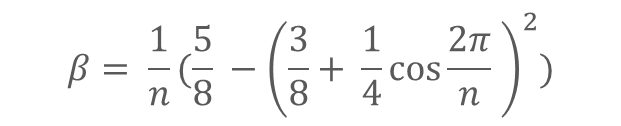 β = 1/n (5/8 − (3/8 + 1/4 cos 2π/n)²)